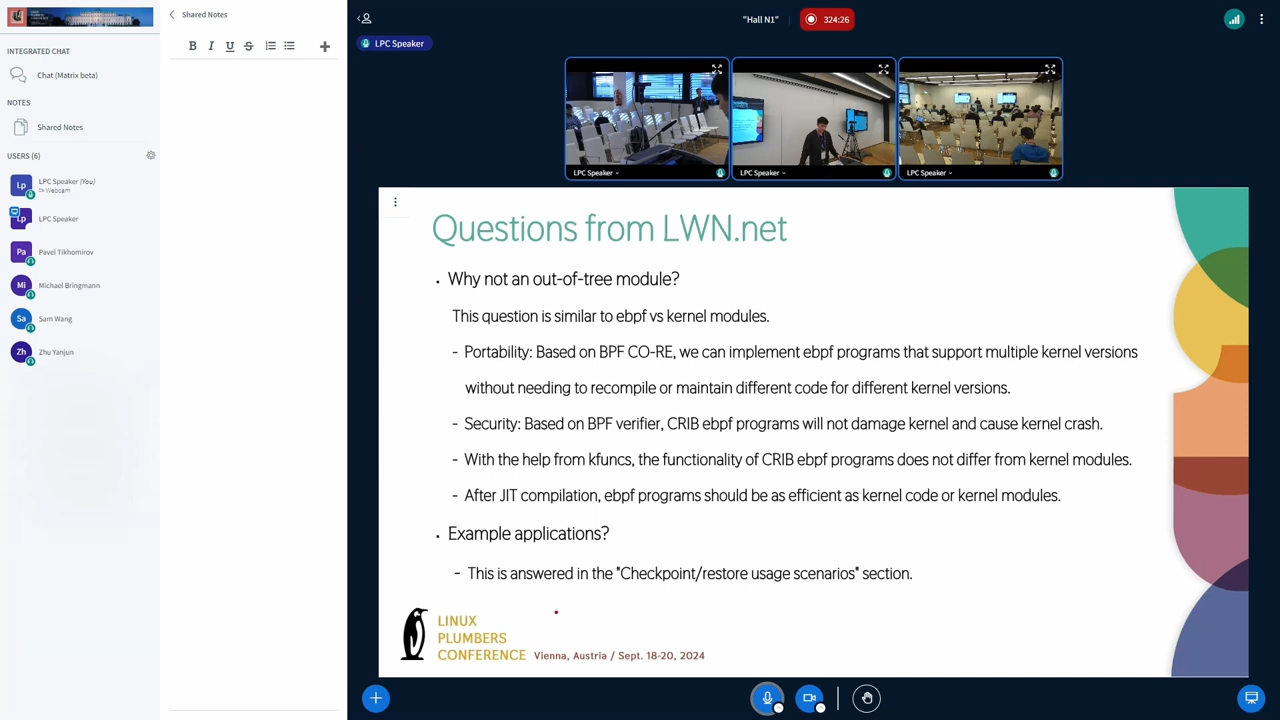 Shared Notes
"Hall N1"
324:26
LPC Speaker
INTEGRATED CHAT
Chat (Matrix beta)
NOTES
Shared Notes
USERS (6)
Lp LPC Speaker (You)
Webcam
Lp LPC Speaker
Pa Pavel Tikhomirov
Mi Michael Bringmann
Sa Sam Wang
Zh Zhu Yanjun
B I U S
LPC Speaker
LPC Speaker
LPC Speaker
Questions from LWN.net
• Why not an out-of-tree module?
This question is similar to ebpf vs kernel modules.
- Portability: Based on BPF CO-RE, we can implement ebpf programs that support multiple kernel versions
without needing to recompile or maintain different code for different kernel versions.
- Security: Based on BPF verifier, CRIB ebpf programs will not damage kernel and cause kernel crash.
- With the help from kfuncs, the functionality of CRIB ebpf programs does not differ from kernel modules.
- After JIT compilation, ebpf programs should be as efficient as kernel code or kernel modules.
• Example applications?
- This is answered in the "Checkpoint/restore usage scenarios" section.
LINUX
PLUMBERS
CONFERENCE Vienna, Austria / Sept. 18-20, 2024